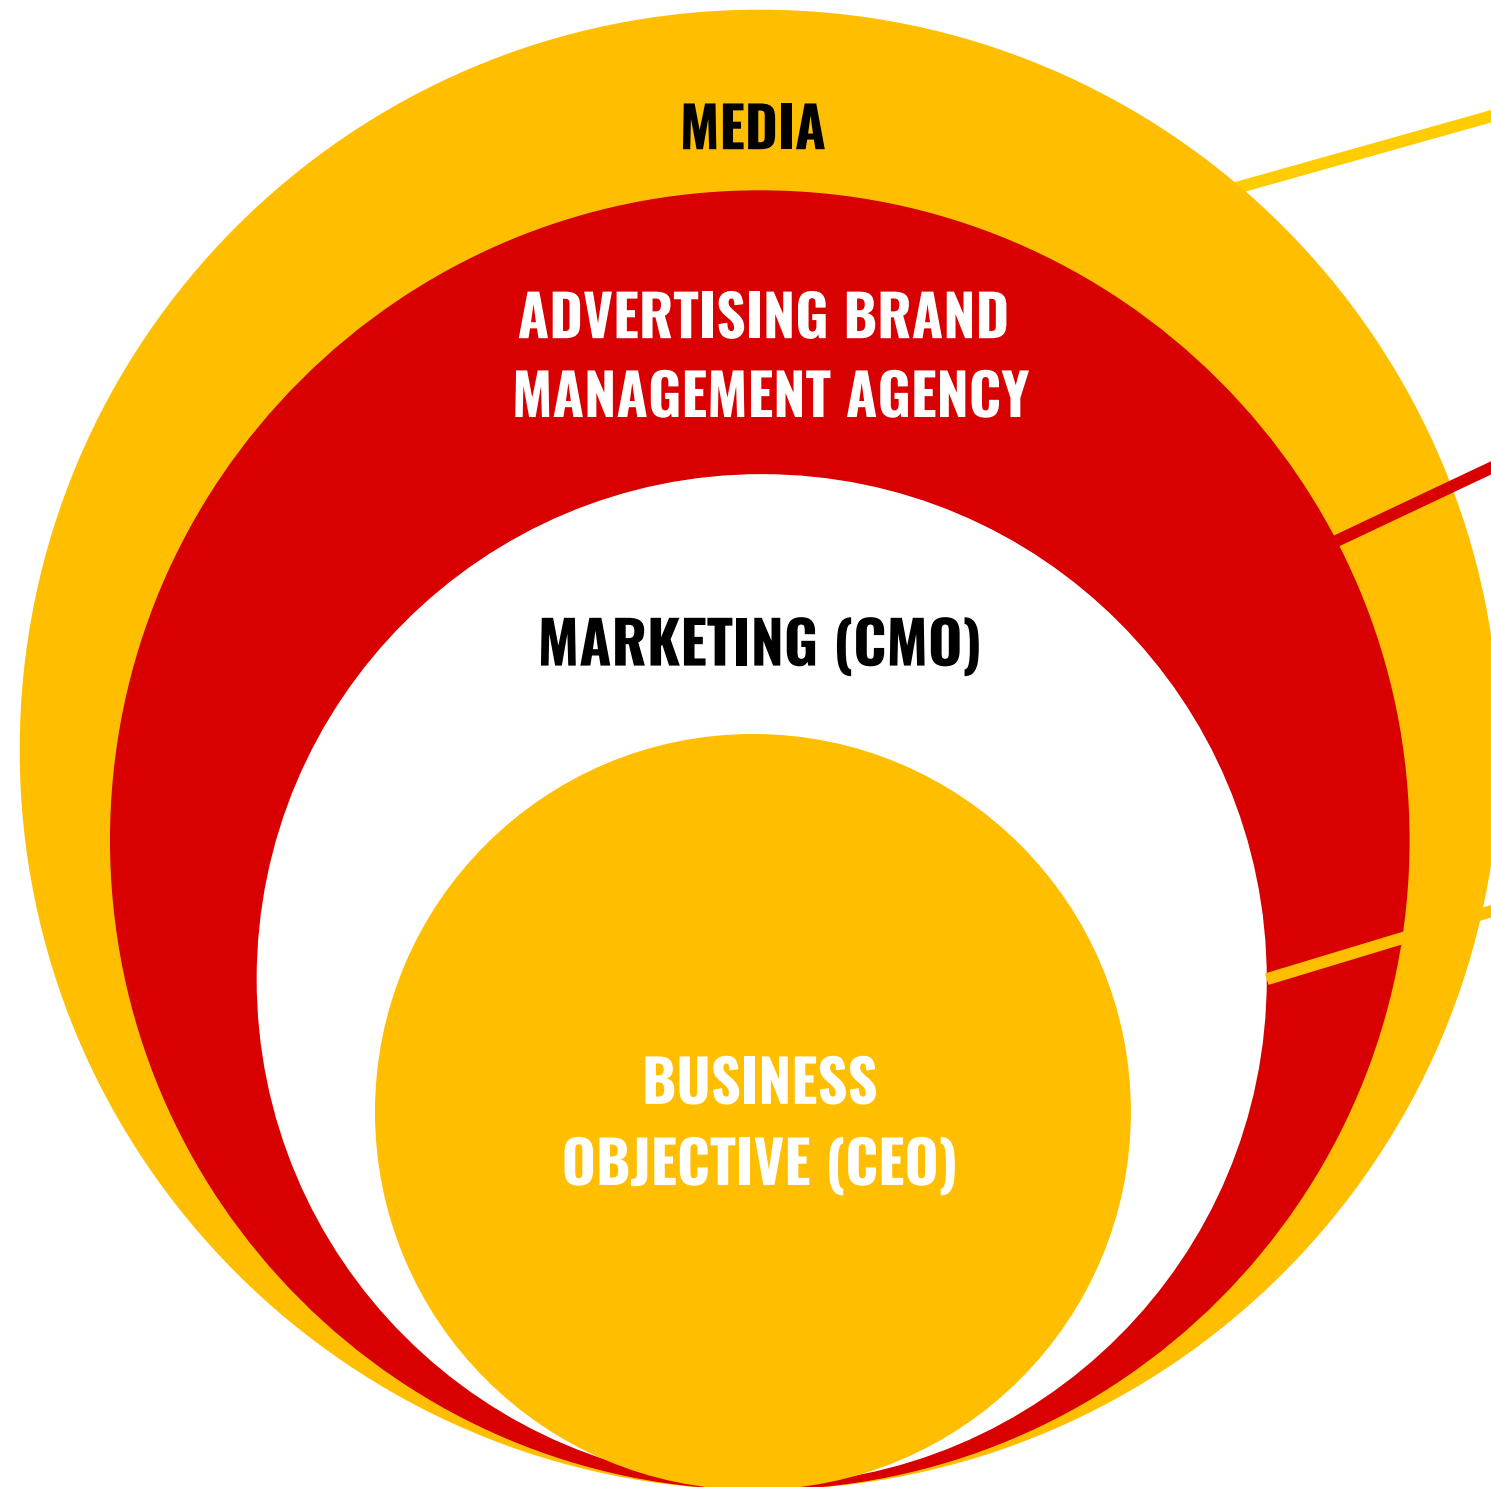 MEDIA
ADVERTISING BRAND
MANAGEMENT AGENCY
MARKETING (CMO)
BUSINESS
OBJECTIVE (CEO)